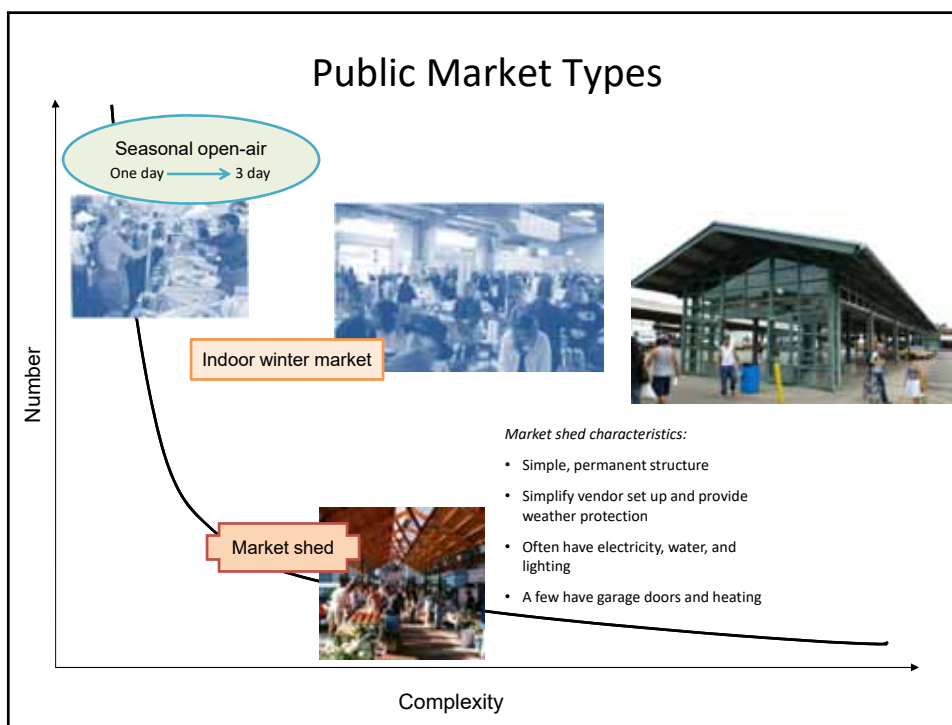 Public Market Types
Seasonal open-air
One day 3 day
Indoor winter market
Number
Market shed characteristics:
• Simple, permanent structure
• Simplify vendor set up and provide
weather protection
• Often have electricity, water, and
lighting
• A few have garage doors and heating
Market shed
Complexity